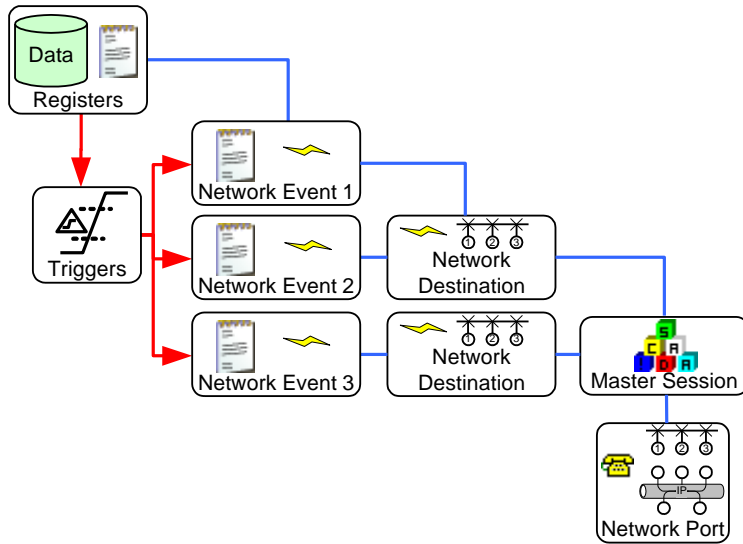 Data
Registers
Network Event 1
Triggers
Network Event 2
1 2 3
Network
Destination
Network Event 3
1 2 3
Network
Destination
S
C A
I D A
Master Session
1 2 3
IP
Network Port